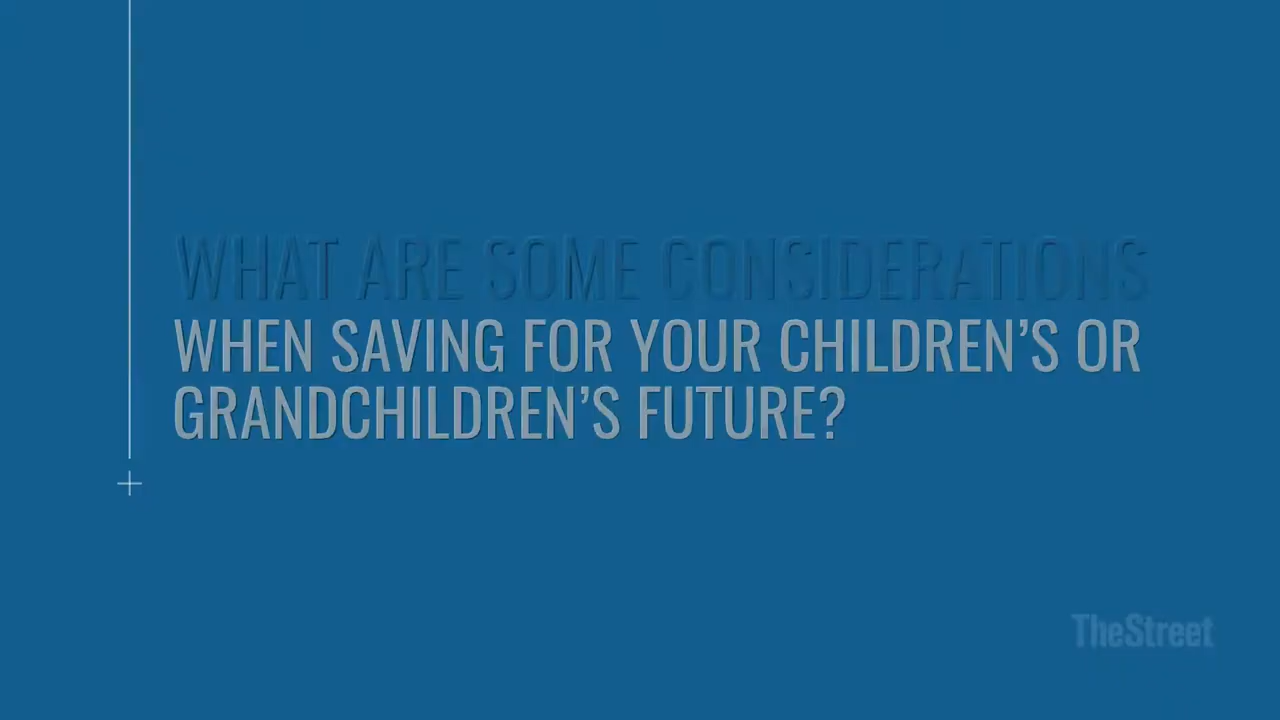 WHAT ARE SOME CONSIDERATIONS
WHEN SAVING FOR YOUR CHILDREN’S OR
GRANDCHILDREN’S FUTURE?
TheStreet